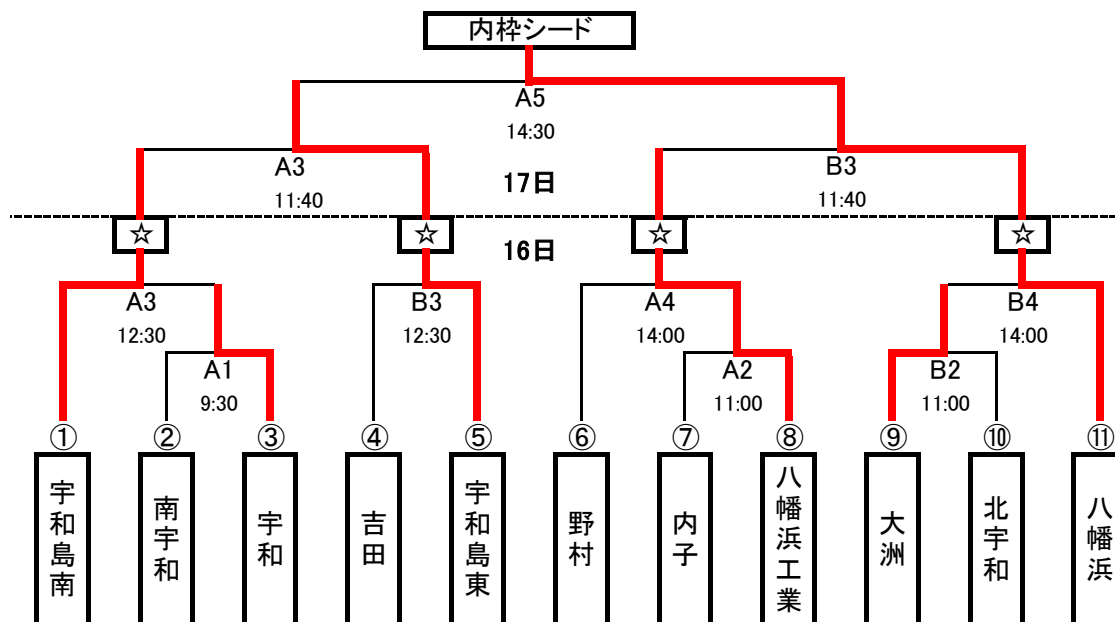 内枠シード
A5
14:30
A3
11:40
17日
B3
11:40
☆
☆
☆
☆
16日
A3
12:30
B3
12:30
A4
14:00
B4
14:00
A1
9:30
A2
11:00
B2
11:00
①
②
③
④
⑤
⑥
⑦
⑧
⑨
⑩
⑪
宇和島南
南宇和
宇和
吉田
宇和島東
野村
内子
八幡浜工業
大洲
北宇和
八幡浜